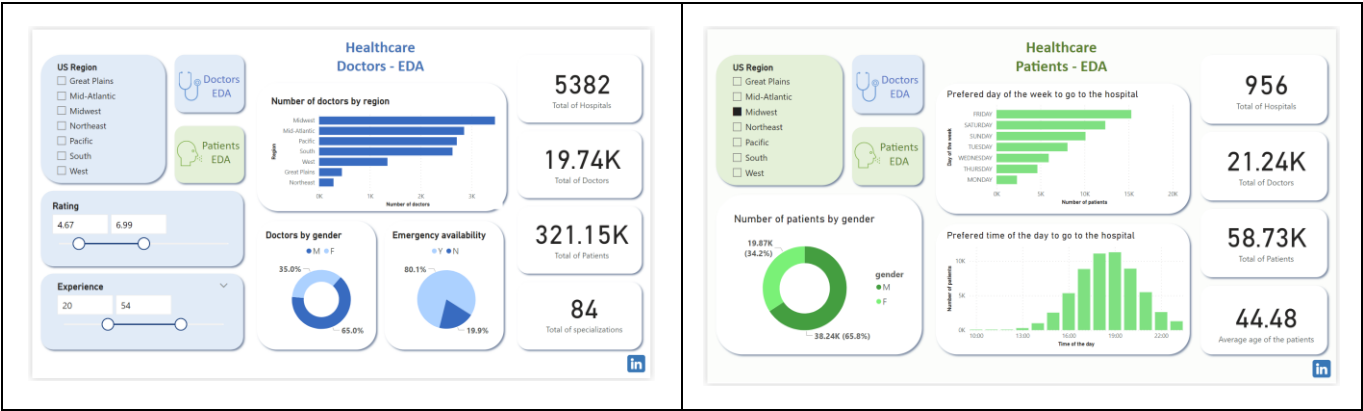 Healthcare
Doctors - EDA
US Region
Great Plains
Mid-Atlantic
Midwest
Northeast
Pacific
South
West
Doctors
EDA
Patients
EDA
Rating
4.67 6.99
Experience
20 54
Number of doctors by region
Region
Midwest
Mid-Atlantic
Pacific
South
West
Great Plains
Northeast
0K 1K 2K 3K
Number of doctors
Doctors by gender
M F
35.0%
65.0%
Emergency availability
Y N
80.1%
19.9%
5382
Total of Hospitals
19.74K
Total of Doctors
321.15K
Total of Patients
84
Total of specializations
in
Healthcare
Patients - EDA
US Region
Great Plains
Mid-Atlantic
Midwest
Northeast
Pacific
South
West
Doctors
EDA
Patients
EDA
Number of patients by gender
19.87K
(34.2%)
gender
M
F
38.24K (65.8%)
Prefered day of the week to go to the hospital
Day of the week
FRIDAY
SATURDAY
SUNDAY
TUESDAY
WEDNESDAY
THURSDAY
MONDAY
0K 5K 10K 15K 20K
Number of patients
Prefered time of the day to go to the hospital
Number of patients
10K
5K
0K
10:00 13:00 16:00 19:00 22:00
Time of the day
956
Total of Hospitals
21.24K
Total of Doctors
58.73K
Total of Patients
44.48
Average age of the patients
in